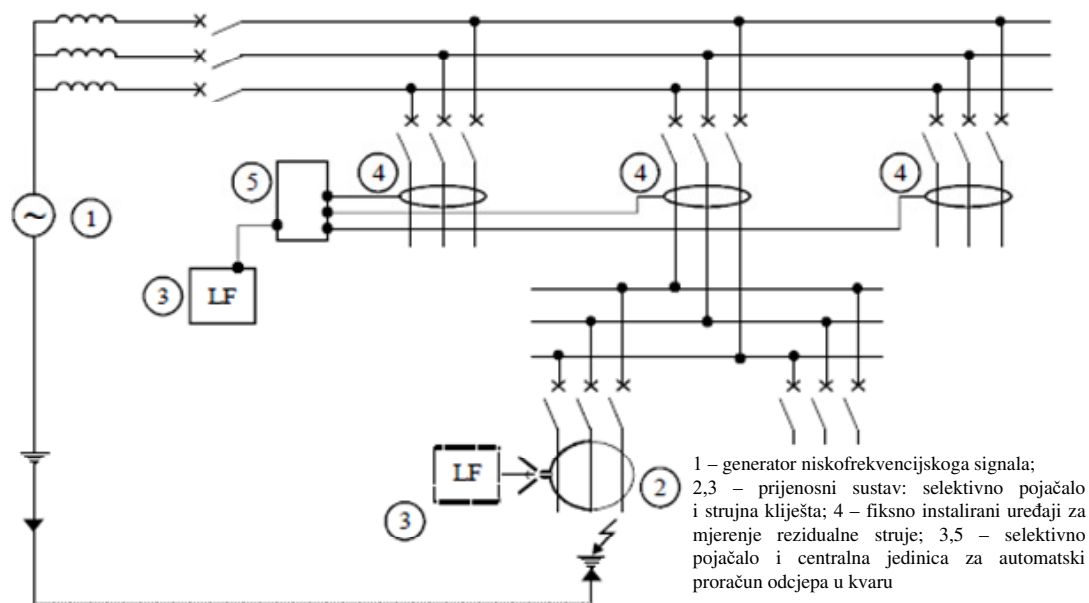 ~
1
5
4
4
4
3
LF
LF
3
2
1 – generator niskofrekvencijskoga signala;
2,3 – prijenosni sustav: selektivno pojačalo
i strujna kliješta; 4 – fiksno instalirani uređaji za
mjerenje rezidualne struje; 3,5 – selektivno
pojačalo i centralna jedinica za automatski
proračun odcjepa u kvaru